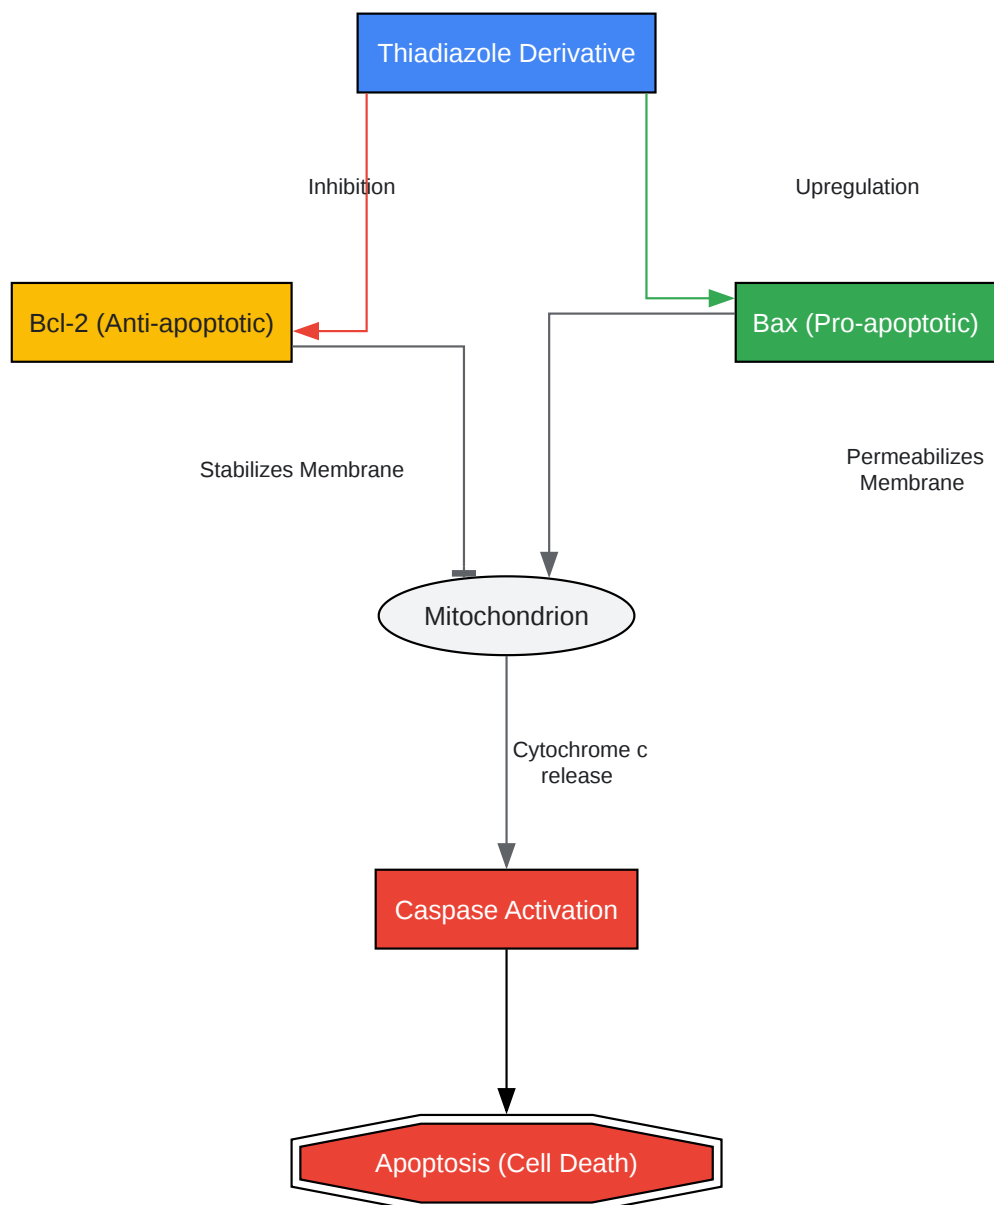 Thiadiazole Derivative
Inhibition
Upregulation
Bcl-2 (Anti-apoptotic)
Bax (Pro-apoptotic)
Stabilizes Membrane
Permeabilizes
Membrane
Mitochondrion
Cytochrome c
release
Caspase Activation
Apoptosis (Cell Death)